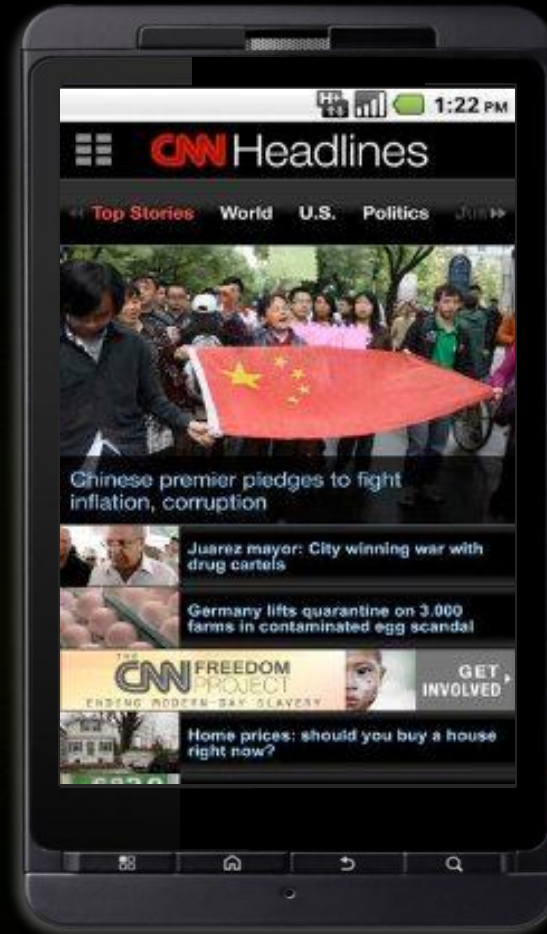 H+
1:22 PM
CNN Headlines
Top Stories World U.S. Politics
Chinese premier pledges to fight
inflation, corruption
Juarez mayor: City winning war with
drug cartels
Germany lifts quarantine on 3.000
farms in contaminated egg scandal
THE
CNN FREEDOM
PROJECT
ENDING MODERN-DAY SLAVERY
GET
INVOLVED
Home prices: should you buy a house
right now?